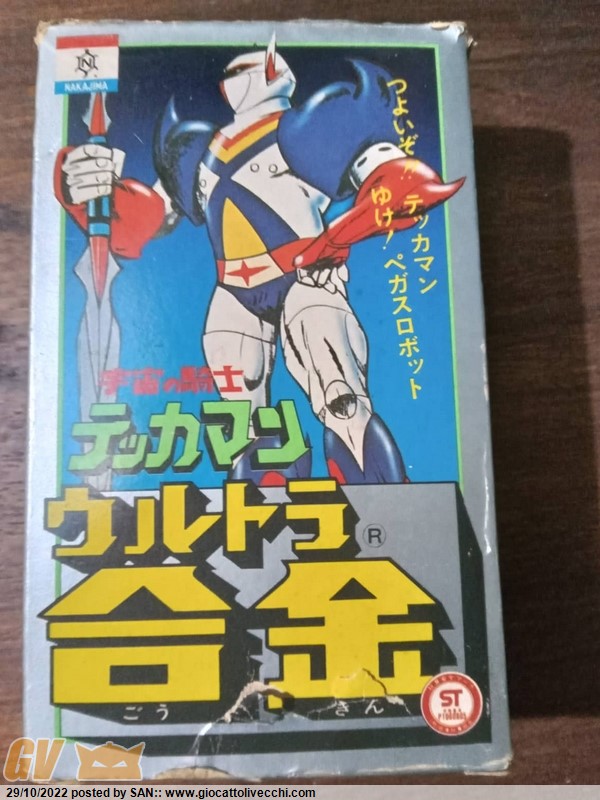 NAKAJIMA
つよいぞ!! テッカマン
ゆけ! ペガスロボット
宇宙の騎士
テッカマン
ウルトラ
®
合金
ごうきん
ST
GV
29/10/2022 posted by SAN:: www.giocattolivecchi.com